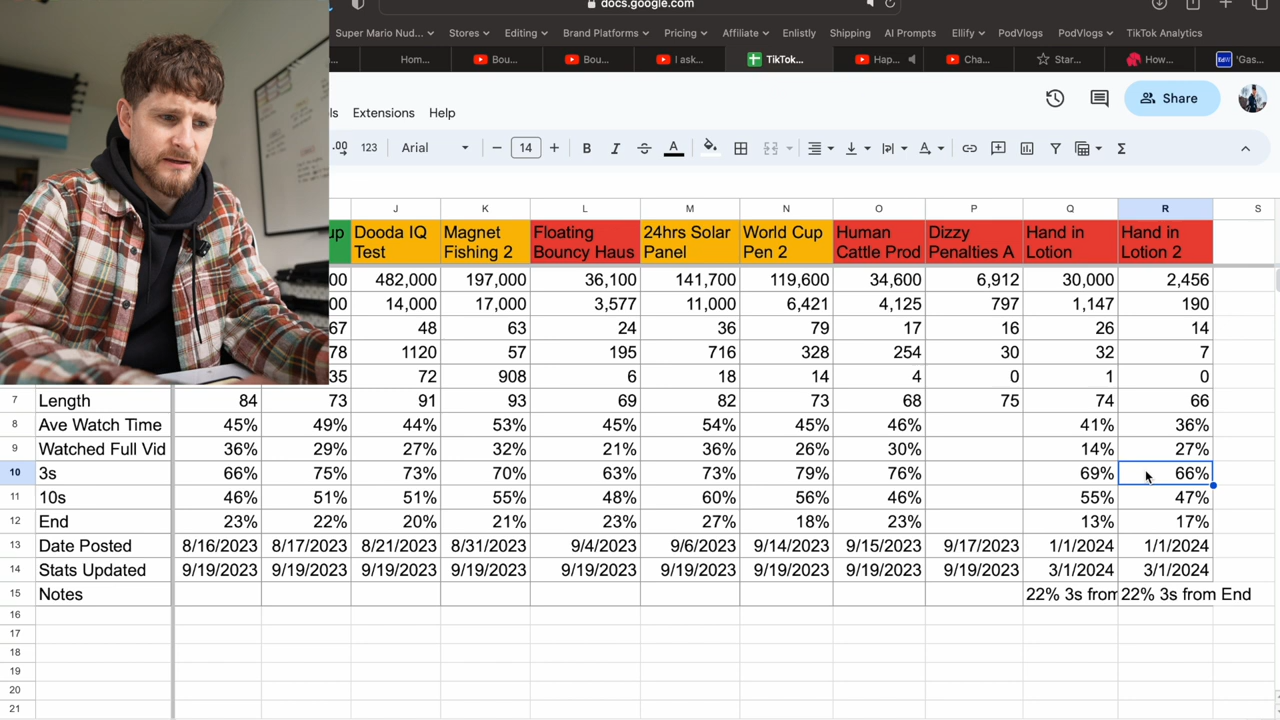 docs.google.com
Super Mario Nud... Stores Editing Brand Platforms Pricing Affiliate Enlistly Shipping AI Prompts Ellify PodVlogs PodVlogs TikTok Analytics
Hom... Bou... Bou... I ask... TikTok... Hap... Cha... Star... How... 'Gas...
Extensions Help Share
.00 123 Arial − 14 + B I S A
J K L M N O P Q R S
up Dooda IQ Magnet Floating 24hrs Solar World Cup Human Dizzy Hand in Hand in
Test Fishing 2 Bouncy Haus Panel Pen 2 Cattle Prod Penalties A Lotion Lotion 2
00 482,000 197,000 36,100 141,700 119,600 34,600 6,912 30,000 2,456
00 14,000 17,000 3,577 11,000 6,421 4,125 797 1,147 190
67 48 63 24 36 79 17 16 26 14
78 1120 57 195 716 328 254 30 32 7
35 72 908 6 18 14 4 0 1 0
7 Length 84 73 91 93 69 82 73 68 75 74 66
8 Ave Watch Time 45% 49% 44% 53% 45% 54% 45% 46% 41% 36%
9 Watched Full Vid 36% 29% 27% 32% 21% 36% 26% 30% 14% 27%
10 3s 66% 75% 73% 70% 63% 73% 79% 76% 69% 66%
11 10s 46% 51% 51% 55% 48% 60% 56% 46% 55% 47%
12 End 23% 22% 20% 21% 23% 27% 18% 23% 13% 17%
13 Date Posted 8/16/2023 8/17/2023 8/21/2023 8/31/2023 9/4/2023 9/6/2023 9/14/2023 9/15/2023 9/17/2023 1/1/2024 1/1/2024
14 Stats Updated 9/19/2023 9/19/2023 9/19/2023 9/19/2023 9/19/2023 9/19/2023 9/19/2023 9/19/2023 9/19/2023 3/1/2024 3/1/2024
15 Notes 22% 3s from 22% 3s from End
16
17
18
19
20
21